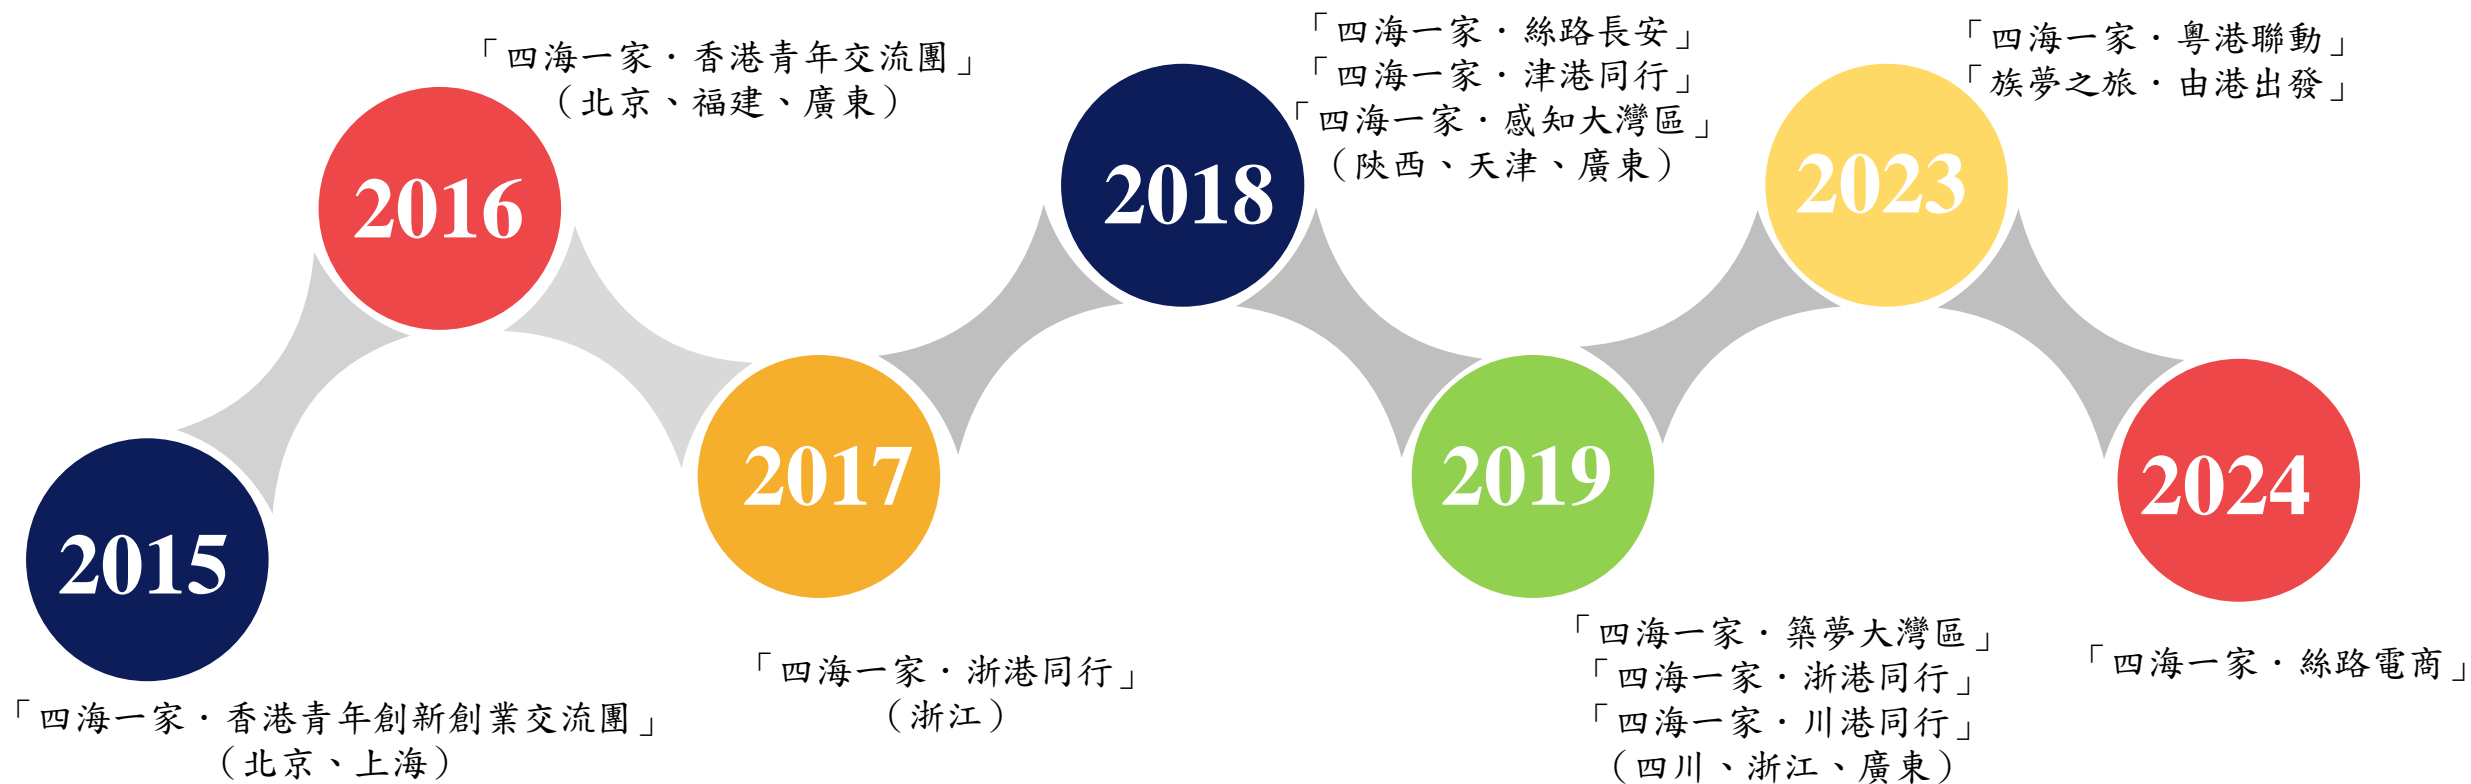 2015
「四海一家·香港青年創新創業交流團」
（北京、上海）
2016
「四海一家·香港青年交流團」
（北京、福建、廣東）
2017
「四海一家·浙港同行」
（浙江）
2018
「四海一家·絲路長安」
「四海一家·津港同行」
「四海一家·感知大灣區」
（陝西、天津、廣東）
2019
「四海一家·築夢大灣區」
「四海一家·浙港同行」
「四海一家·川港同行」
（四川、浙江、廣東）
2023
「四海一家·粵港聯動」
「族夢之旅·由港出發」
2024
「四海一家·絲路電商」